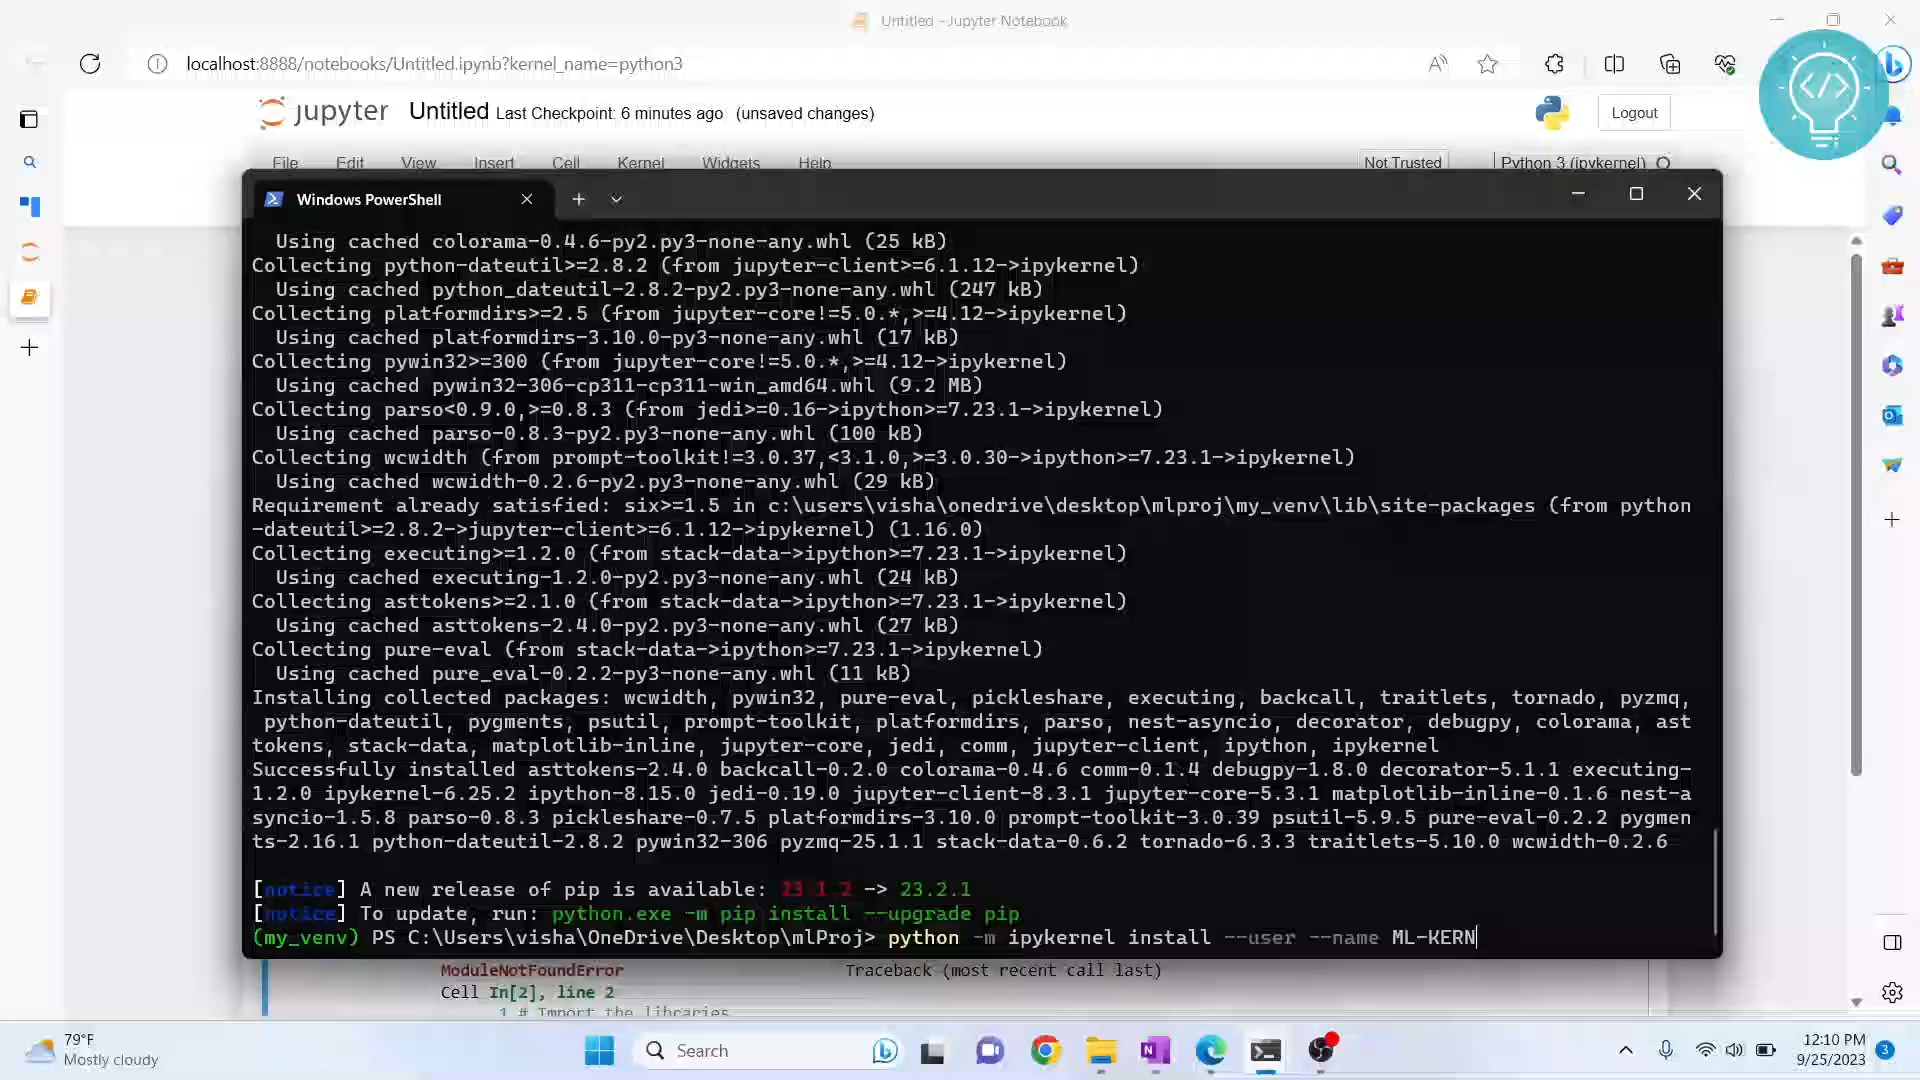 Untitled - Jupyter Notebook
localhost:8888/notebooks/Untitled.ipynb?kernel_name=python3
jupyter Untitled Last Checkpoint: 6 minutes ago (unsaved changes)
Logout
File Edit View Insert Cell Kernel Widgets Help
Not Trusted
Python 3 (ipykernel)
Windows PowerShell
Using cached colorama-0.4.6-py2.py3-none-any.whl (25 kB)
Collecting python-dateutil>=2.8.2 (from jupyter-client>=6.1.12->ipykernel)
Using cached python_dateutil-2.8.2-py2.py3-none-any.whl (247 kB)
Collecting platformdirs>=2.5 (from jupyter-core!=5.0.*,>=4.12->ipykernel)
Using cached platformdirs-3.10.0-py3-none-any.whl (17 kB)
Collecting pywin32>=300 (from jupyter-core!=5.0.*,>=4.12->ipykernel)
Using cached pywin32-306-cp311-cp311-win_amd64.whl (9.2 MB)
Collecting parso<0.9.0,>=0.8.3 (from jedi>=0.16->ipython>=7.23.1->ipykernel)
Using cached parso-0.8.3-py2.py3-none-any.whl (100 kB)
Collecting wcwidth (from prompt-toolkit!=3.0.37,<3.1.0,>=3.0.30->ipython>=7.23.1->ipykernel)
Using cached wcwidth-0.2.6-py2.py3-none-any.whl (29 kB)
Requirement already satisfied: six>=1.5 in c:\users\visha\onedrive\desktop\mlproj\my_venv\lib\site-packages (from python
-dateutil>=2.8.2->jupyter-client>=6.1.12->ipykernel) (1.16.0)
Collecting executing>=1.2.0 (from stack-data->ipython>=7.23.1->ipykernel)
Using cached executing-1.2.0-py2.py3-none-any.whl (24 kB)
Collecting asttokens>=2.1.0 (from stack-data->ipython>=7.23.1->ipykernel)
Using cached asttokens-2.4.0-py2.py3-none-any.whl (27 kB)
Collecting pure-eval (from stack-data->ipython>=7.23.1->ipykernel)
Using cached pure_eval-0.2.2-py3-none-any.whl (11 kB)
Installing collected packages: wcwidth, pywin32, pure-eval, pickleshare, executing, backcall, traitlets, tornado, pyzmq,
python-dateutil, pygments, psutil, prompt-toolkit, platformdirs, parso, nest-asyncio, decorator, debugpy, colorama, ast
tokens, stack-data, matplotlib-inline, jupyter-core, jedi, comm, jupyter-client, ipython, ipykernel
Successfully installed asttokens-2.4.0 backcall-0.2.0 colorama-0.4.6 comm-0.1.4 debugpy-1.8.0 decorator-5.1.1 executing-
1.2.0 ipykernel-6.25.2 ipython-8.15.0 jedi-0.19.0 jupyter-client-8.3.1 jupyter-core-5.3.1 matplotlib-inline-0.1.6 nest-a
syncio-1.5.8 parso-0.8.3 pickleshare-0.7.5 platformdirs-3.10.0 prompt-toolkit-3.0.39 psutil-5.9.5 pure-eval-0.2.2 pygmen
ts-2.16.1 python-dateutil-2.8.2 pywin32-306 pyzmq-25.1.1 stack-data-0.6.2 tornado-6.3.3 traitlets-5.10.0 wcwidth-0.2.6
[notice] A new release of pip is available: 23.1.2 -> 23.2.1
[notice] To update, run: python.exe -m pip install --upgrade pip
(my_venv) PS C:\Users\visha\OneDrive\Desktop\mlProj> python -m ipykernel install --user --name ML-KERN
ModuleNotFoundError Traceback (most recent call last)
Cell In[2], line 2
1 # Import the libraries
79°F
Mostly cloudy
Search
12:10 PM
9/25/2023
3